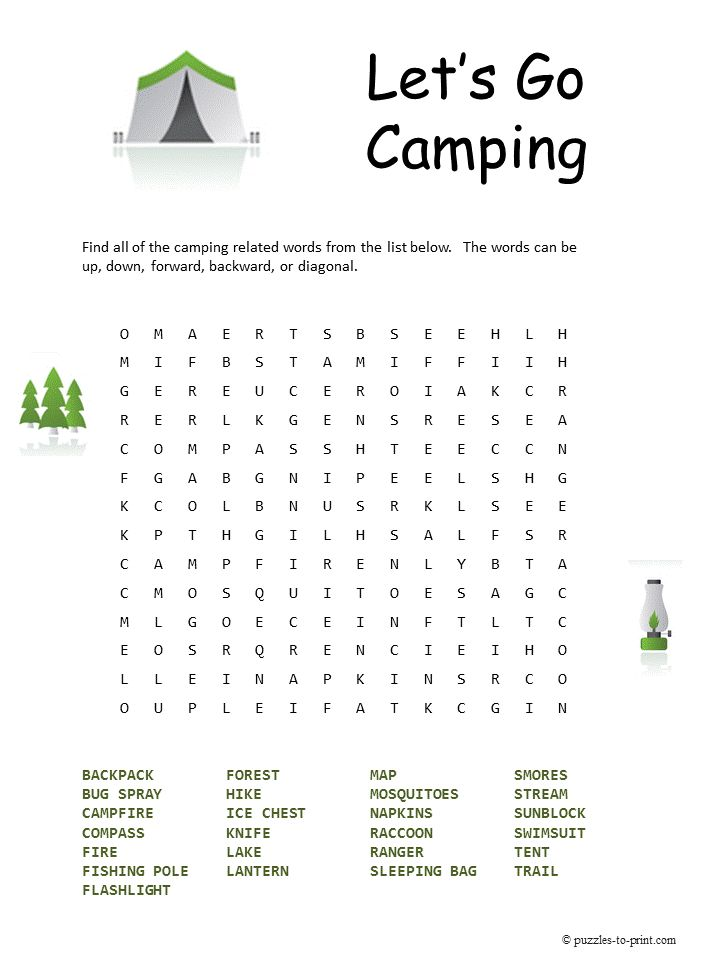 Let's Go
Camping
Find all of the camping related words from the list below. The words can be
up, down, forward, backward, or diagonal.
O M A E R T S B S E E H L H
M I F B S T A M I F F I I H
G E R E U C E R O I A K C R
R E R L K G E N S R E S E A
C O M P A S S H T E E C C N
F G A B G N I P E E L S H G
K C O L B N U S R K L S E E
K P T H G I L H S A L F S R
C A M P F I R E N L Y B T A
C M O S Q U I T O E S A G C
M L G O E C E I N F T L T C
E O S R Q R E N C I E I H O
L L E I N A P K I N S R C O
O U P L E I F A T K C G I N
BACKPACK FOREST MAP SMORES
BUG SPRAY HIKE MOSQUITOES STREAM
CAMPFIRE ICE CHEST NAPKINS SUNBLOCK
COMPASS KNIFE RACCOON SWIMSUIT
FIRE LAKE RANGER TENT
FISHING POLE LANTERN SLEEPING BAG TRAIL
FLASHLIGHT
© puzzles-to-print.com